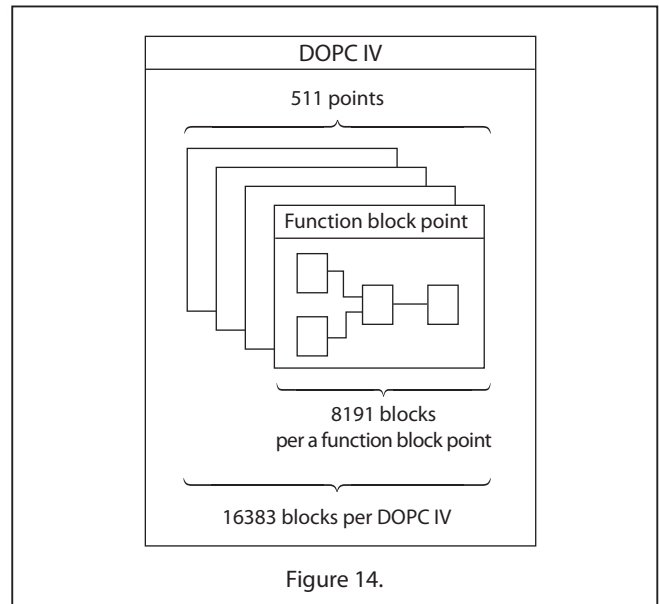 DOPC IV
511 points
Function block point
8191 blocks
per a function block point
16383 blocks per DOPC IV
Figure 14.